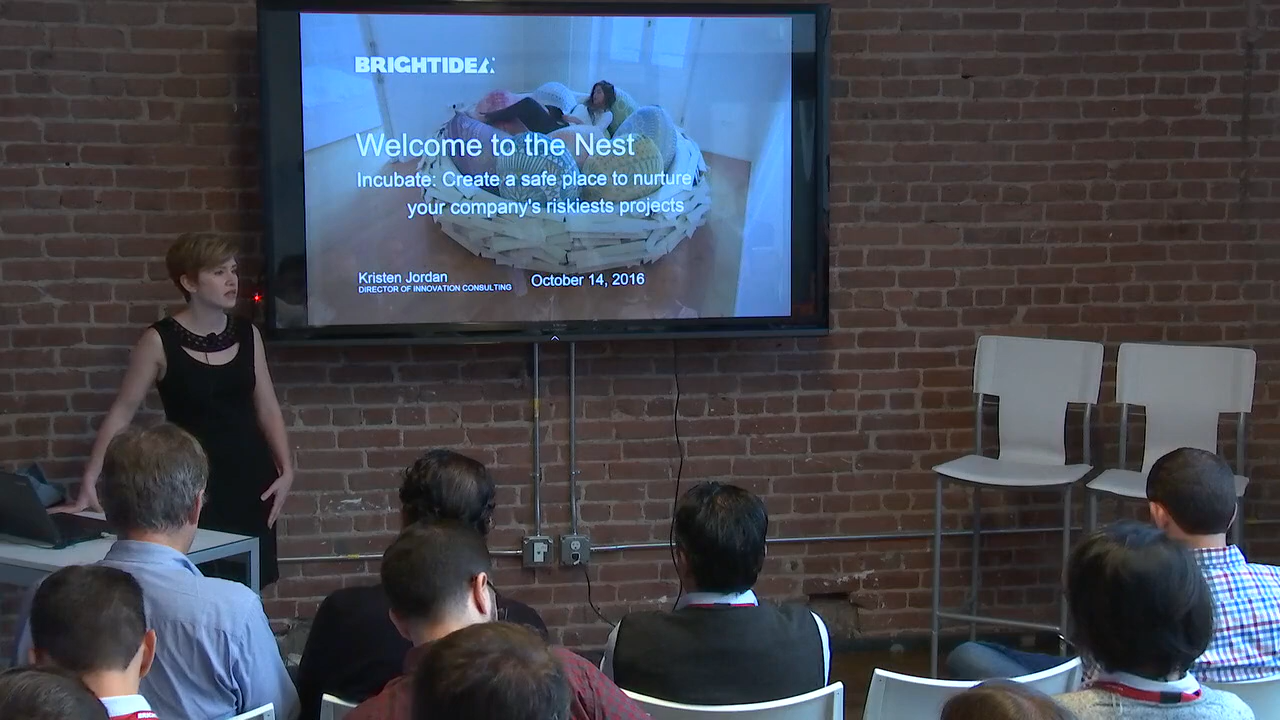 BRIGHTIDEA
Welcome to the Nest
Incubate: Create a safe place to nurture
your company's riskiests projects
Kristen Jordan
October 14, 2016
DIRECTOR OF INNOVATION CONSULTING